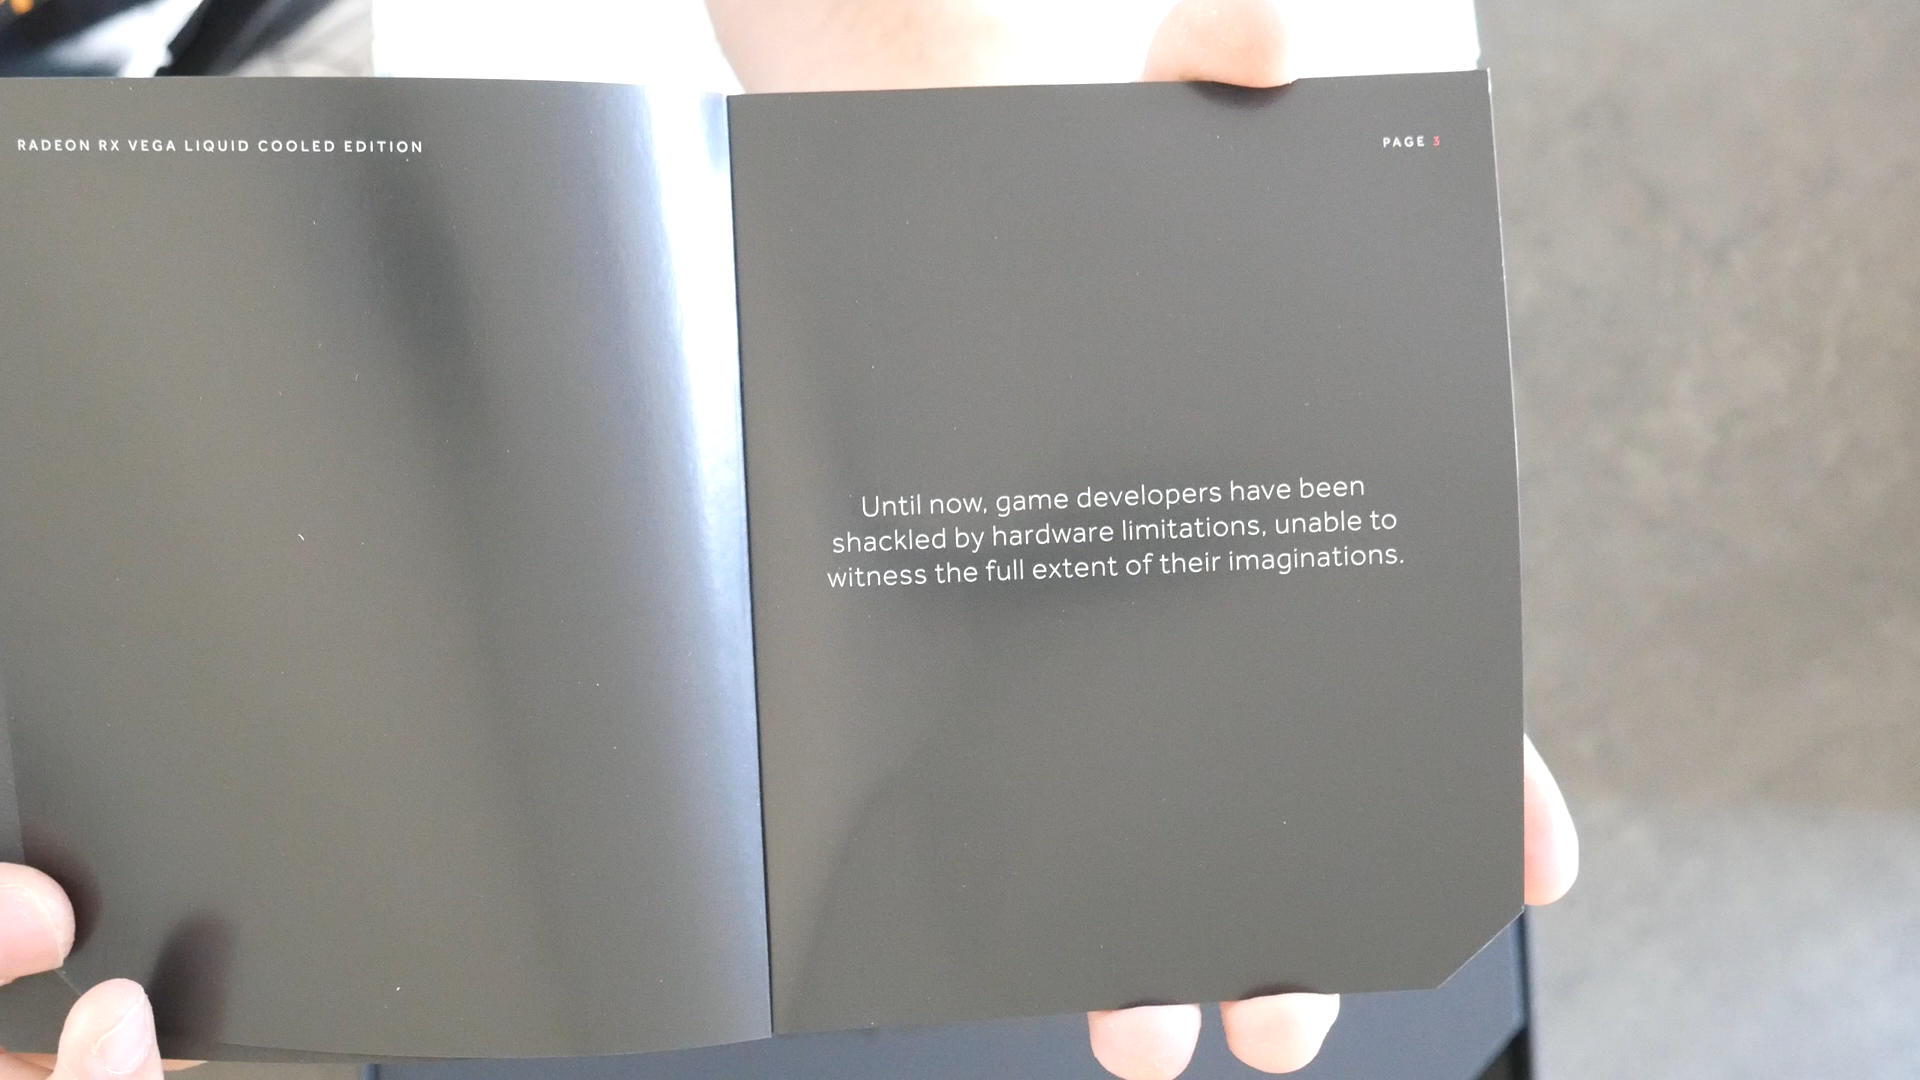 RADEON RX VEGA LIQUID COOLED EDITION
PAGE 3
Until now, game developers have been
shackled by hardware limitations, unable to
witness the full extent of their imaginations.